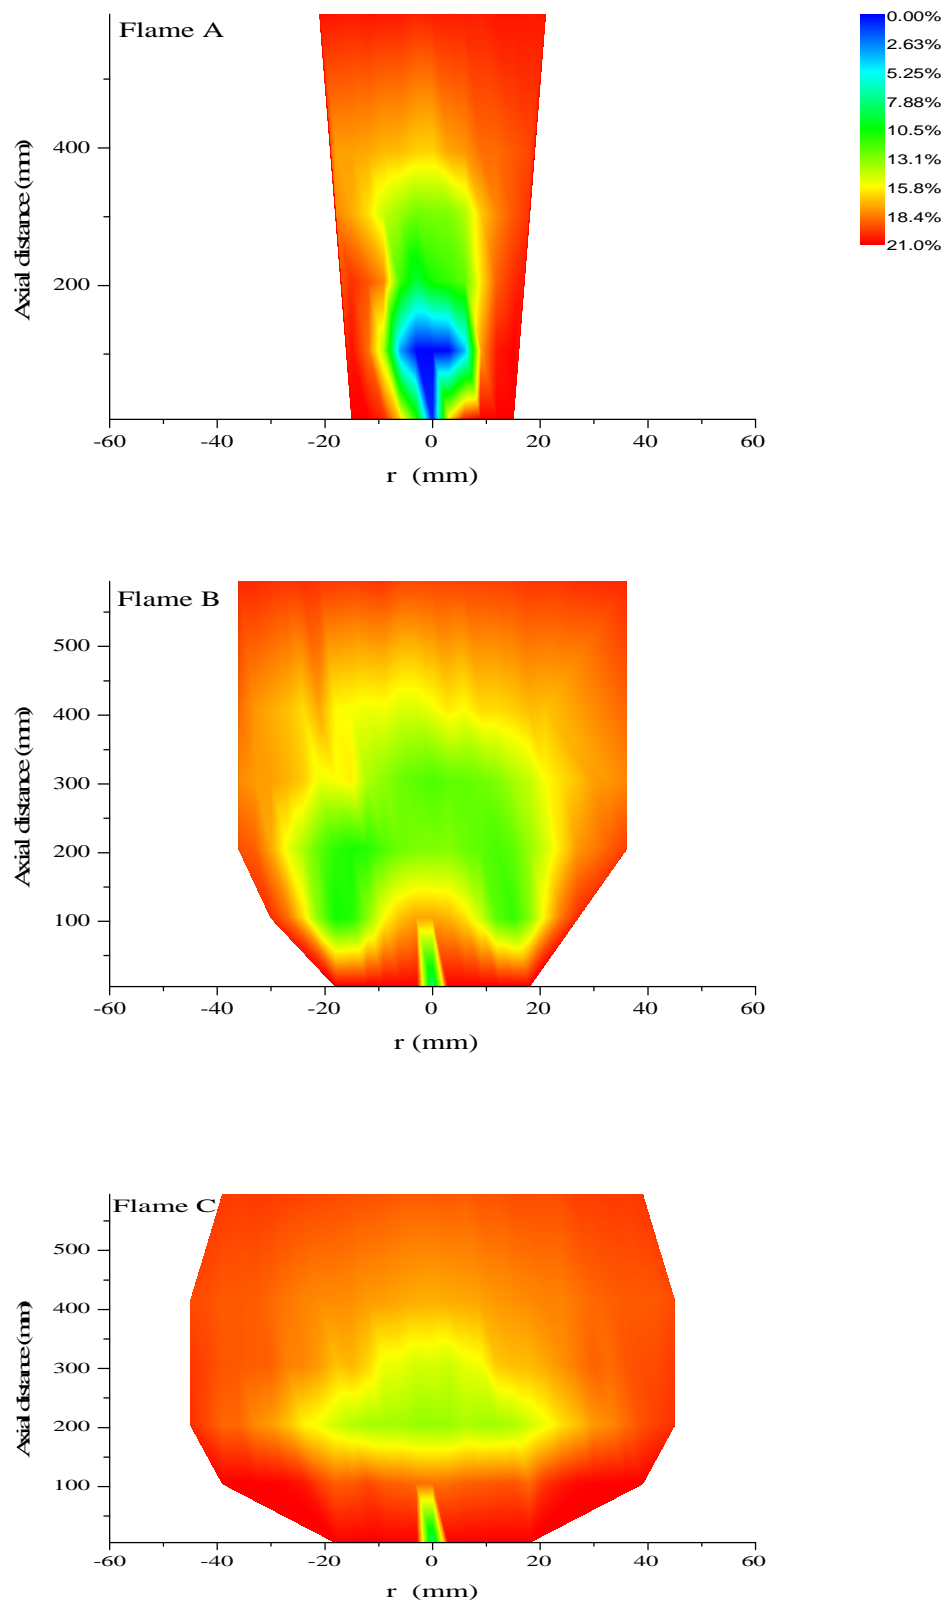 Flame A
0.00%
2.63%
5.25%
7.88%
10.5%
13.1%
15.8%
18.4%
21.0%
Axial distance (mm)
400
200
-60 -40 -20 0 20 40 60
r (mm)
Flame B
Axial distance (mm)
500
400
300
200
100
-60 -40 -20 0 20 40 60
r (mm)
Flame C
Axial distance (mm)
500
400
300
200
100
-60 -40 -20 0 20 40 60
r (mm)